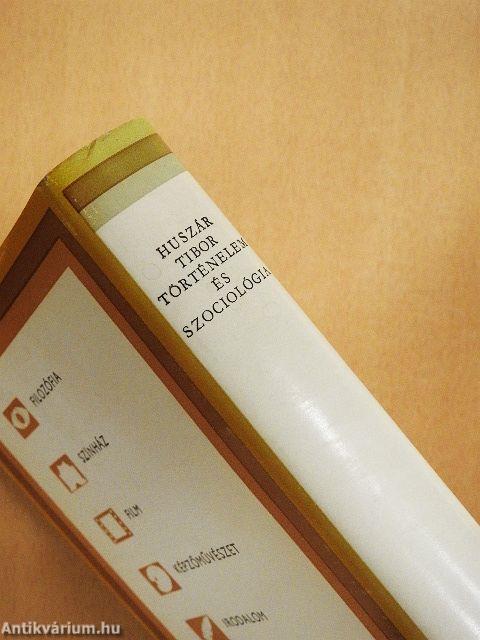 HUSZÁR
TIBOR
TÖRTÉNELEM
ÉS
SZOCIOLÓGIA
FILOZÓFIA
SZÍNHÁZ
FILM
KÉPZŐMŰVÉSZET
IRODALOM
Antikvárium.hu